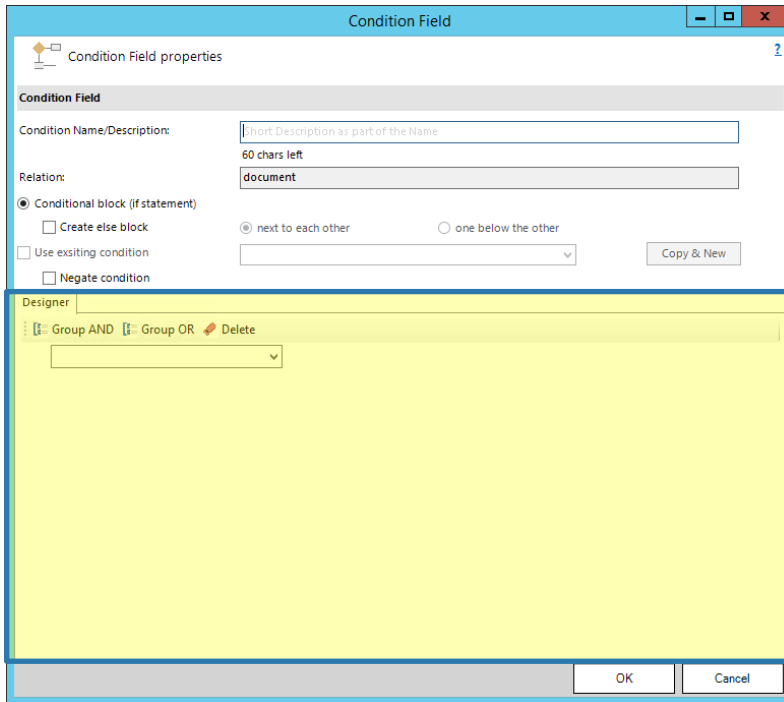 Condition Field
x
Condition Field properties
?
Condition Field
Condition Name/Description:
Short Description as part of the Name
60 chars left
Relation:
document
Conditional block (if statement)
Create else block
next to each other
one below the other
Use exsiting condition
Copy & New
Negate condition
Designer
Group AND Group OR Delete
OK
Cancel